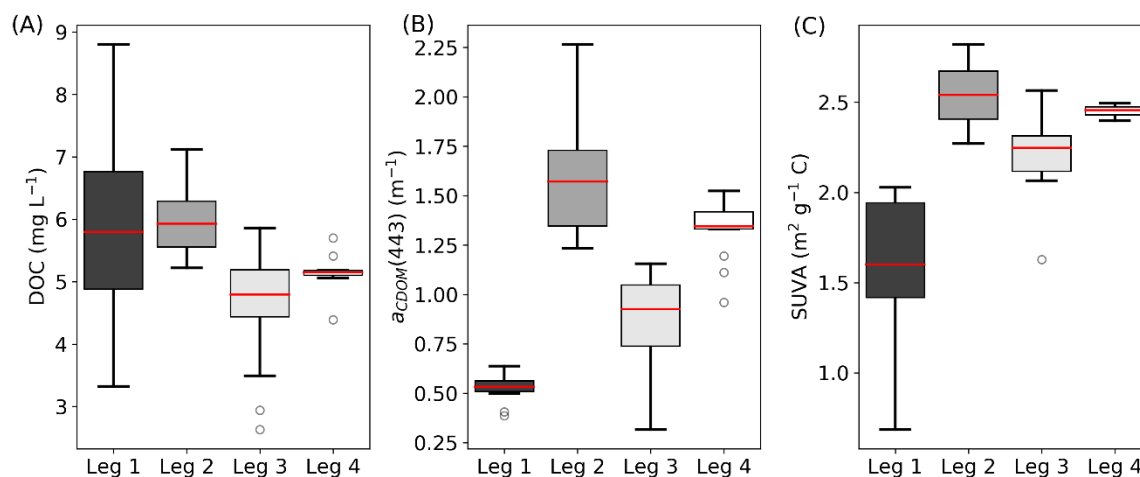 (A)
DOC (mg L⁻¹)
9
8
7
6
5
4
3
Leg 1 Leg 2 Leg 3 Leg 4
(B)
a_CDOM(443) (m⁻¹)
2.25
2.00
1.75
1.50
1.25
1.00
0.75
0.50
0.25
Leg 1 Leg 2 Leg 3 Leg 4
(C)
SUVA (m² g⁻¹ C)
2.5
2.0
1.5
1.0
Leg 1 Leg 2 Leg 3 Leg 4